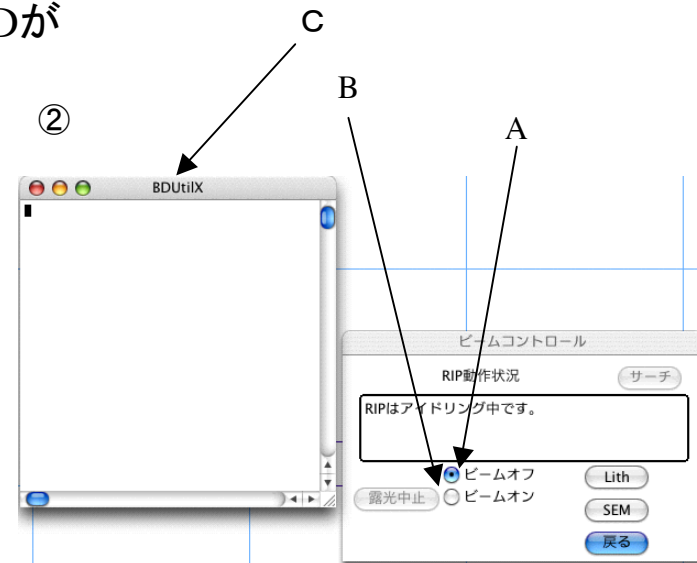 のが
C
B
②
A
BDUtilX
ビームコントロール
RIP動作状況
サーチ
RIPはアイドリング中です。
ビームオフ
Lith
露光中止
ビームオン
SEM
戻る